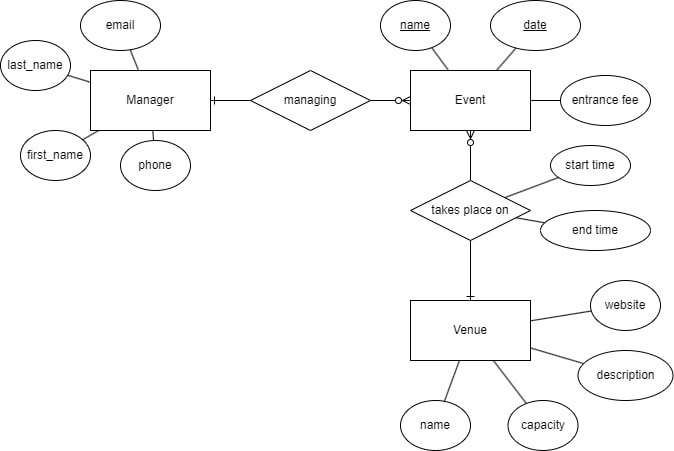 email
name
date
last_name
Manager
managing
Event
entrance fee
first_name
phone
start time
takes place on
end time
website
Venue
description
name
capacity